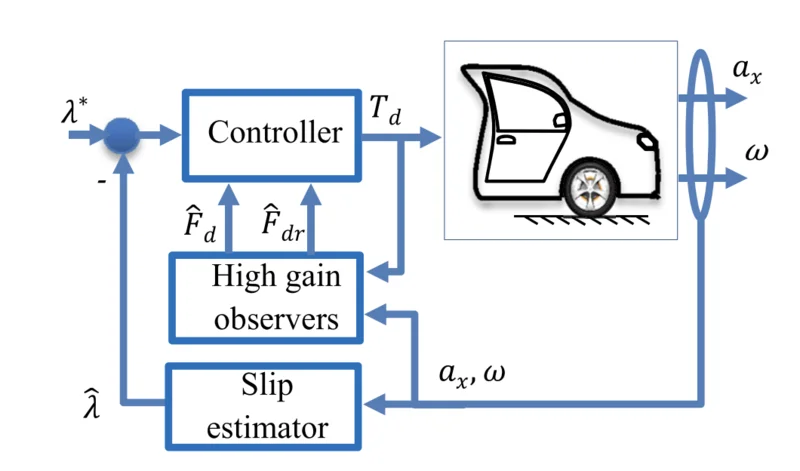 λ*
-
Controller
T_d
a_x
ω
F̂_d
F̂_dr
High gain
observers
a_x, ω
λ̂
Slip
estimator